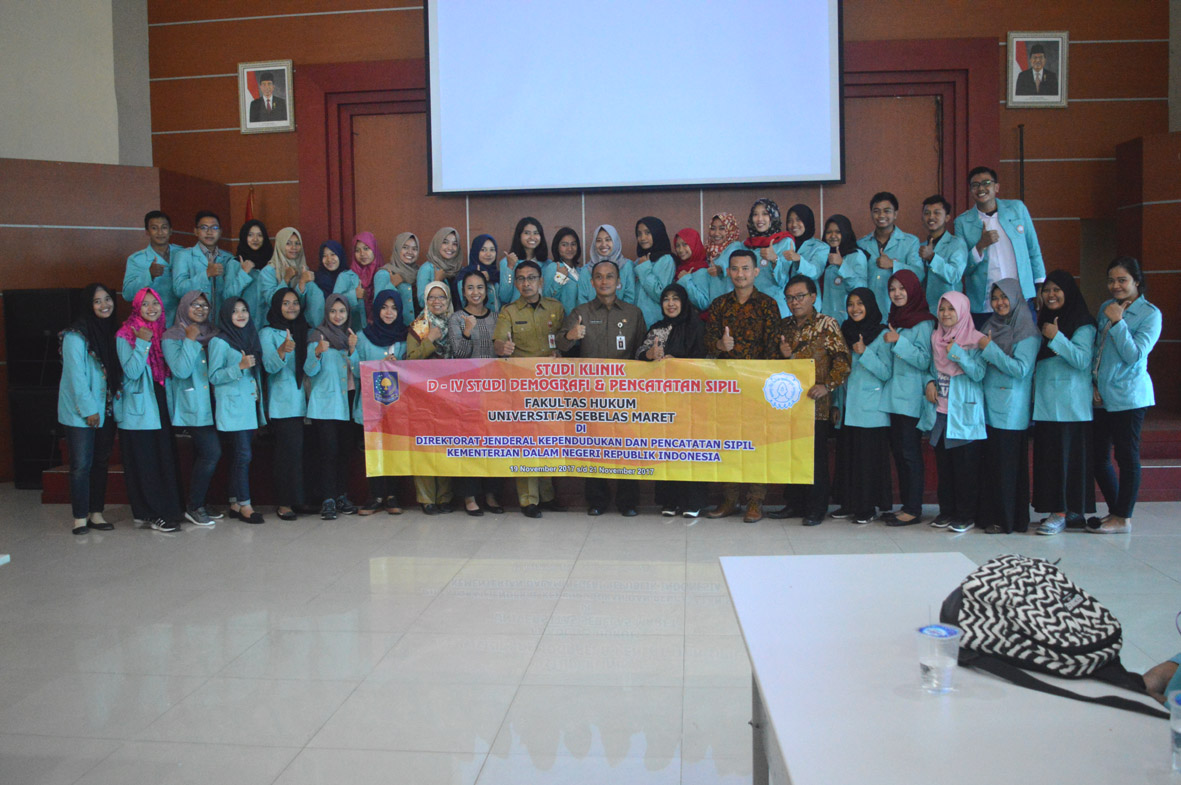 STUDI KLINIK
D - IV STUDI DEMOGRAFI & PENCATATAN SIPIL
FAKULTAS HUKUM
UNIVERSITAS SEBELAS MARET
DI
DIREKTORAT JENDERAL KEPENDUDUKAN DAN PENCATATAN SIPIL
KEMENTERIAN DALAM NEGERI REPUBLIK INDONESIA
19 November 2017 s/d 21 November 2017